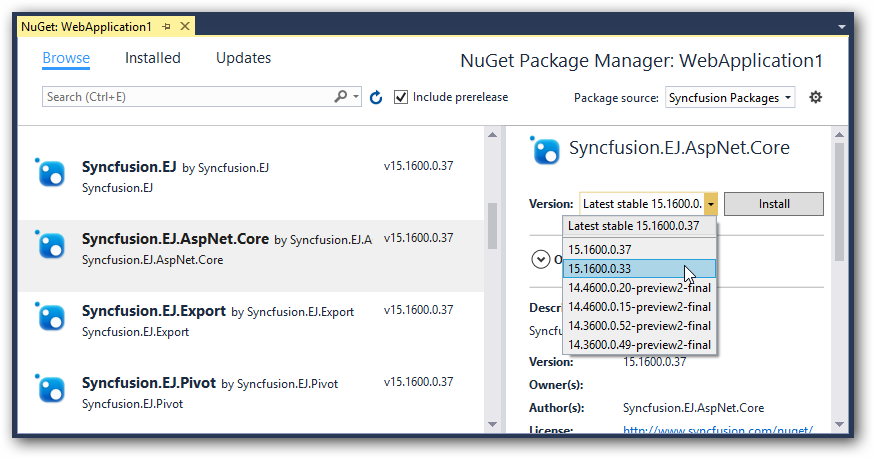 NuGet: WebApplication1
Browse Installed Updates
NuGet Package Manager: WebApplication1
Search (Ctrl+E)
Include prerelease
Package source: Syncfusion Packages
Syncfusion.EJ by Syncfusion.EJ v15.1600.0.37
Syncfusion.EJ
Syncfusion.EJ.AspNet.Core by Syncfusion.EJ.A v15.1600.0.37
Syncfusion.EJ.AspNet.Core
Syncfusion.EJ.Export by Syncfusion.EJ.Export v15.1600.0.37
Syncfusion.EJ.Export
Syncfusion.EJ.Pivot by Syncfusion.EJ.Pivot v15.1600.0.37
Syncfusion.EJ.Pivot
Syncfusion.EJ.AspNet.Core
Version: Latest stable 15.1600.0. Install
Latest stable 15.1600.0.37
15.1600.0.37
15.1600.0.33
14.4600.0.20-preview2-final
14.4600.0.15-preview2-final
14.3600.0.52-preview2-final
14.3600.0.49-preview2-final
O
Descr
Syncfu
Version: 15.1600.0.37
Owner(s):
Author(s): Syncfusion.EJ.AspNet.Core
License: http://www.syncfusion.com/nuget/